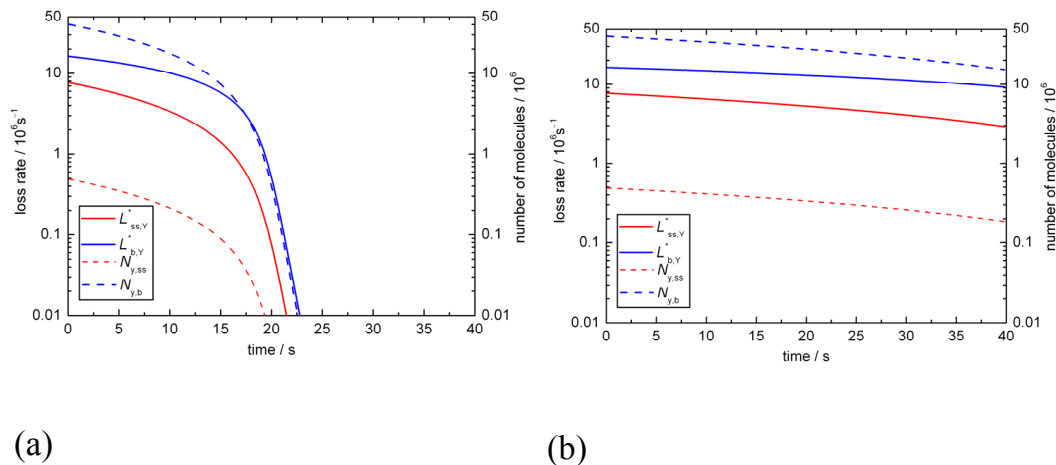 50
10
1
0.1
0.01
loss rate / 10⁶s⁻¹
50
10
1
0.1
0.01
number of molecules / 10⁶
L*ss,Y
L*b,Y
Ny,ss
Ny,b
0 5 10 15 20 25 30 35 40
time / s
50
10
1
0.1
0.01
loss rate / 10⁶s⁻¹
50
10
1
0.1
0.01
number of molecules / 10⁶
L*ss,Y
L*b,Y
Ny,ss
Ny,b
0 5 10 15 20 25 30 35 40
time / s
(a) (b)